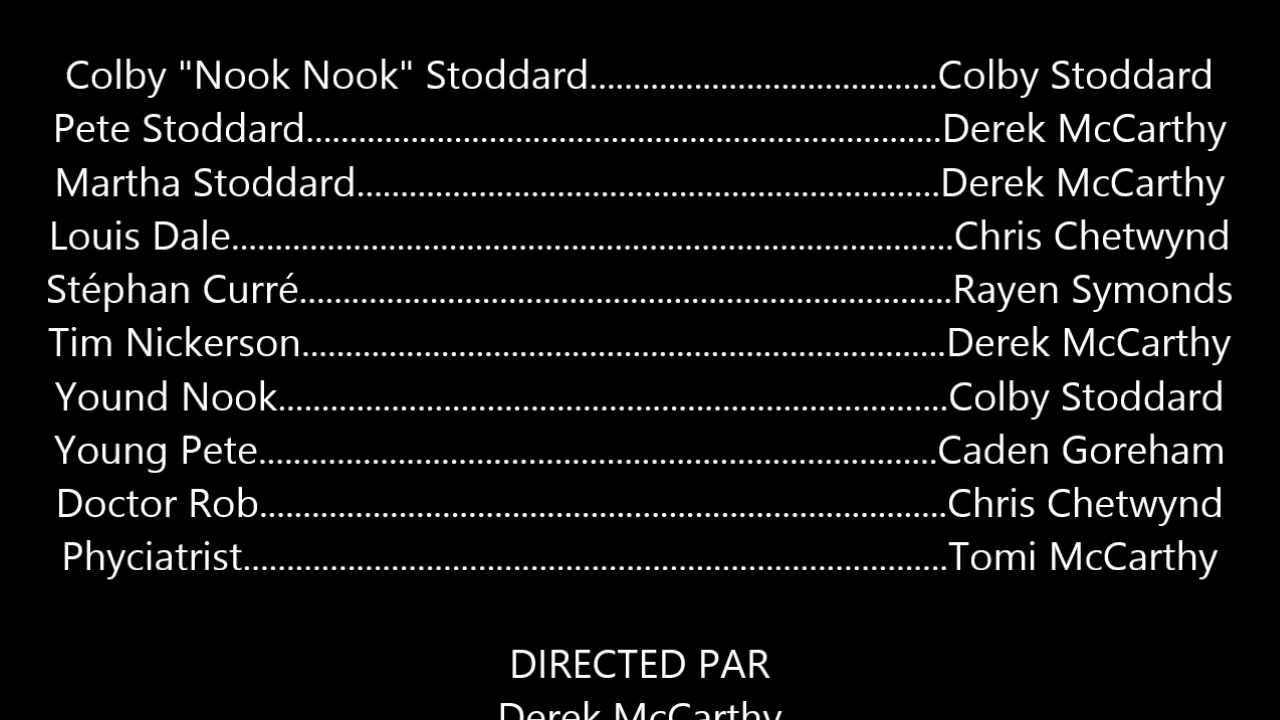 Colby "Nook Nook" Stoddard........................................Colby Stoddard
Pete Stoddard.........................................................................Derek McCarthy
Martha Stoddard...................................................................Derek McCarthy
Louis Dale...................................................................................Chris Chetwynd
Stéphan Curré...........................................................................Rayen Symonds
Tim Nickerson..........................................................................Derek McCarthy
Yound Nook.............................................................................Colby Stoddard
Young Pete..............................................................................Caden Goreham
Doctor Rob...............................................................................Chris Chetwynd
Phyciatrist.................................................................................Tomi McCarthy
DIRECTED PAR
Derek McCarthy